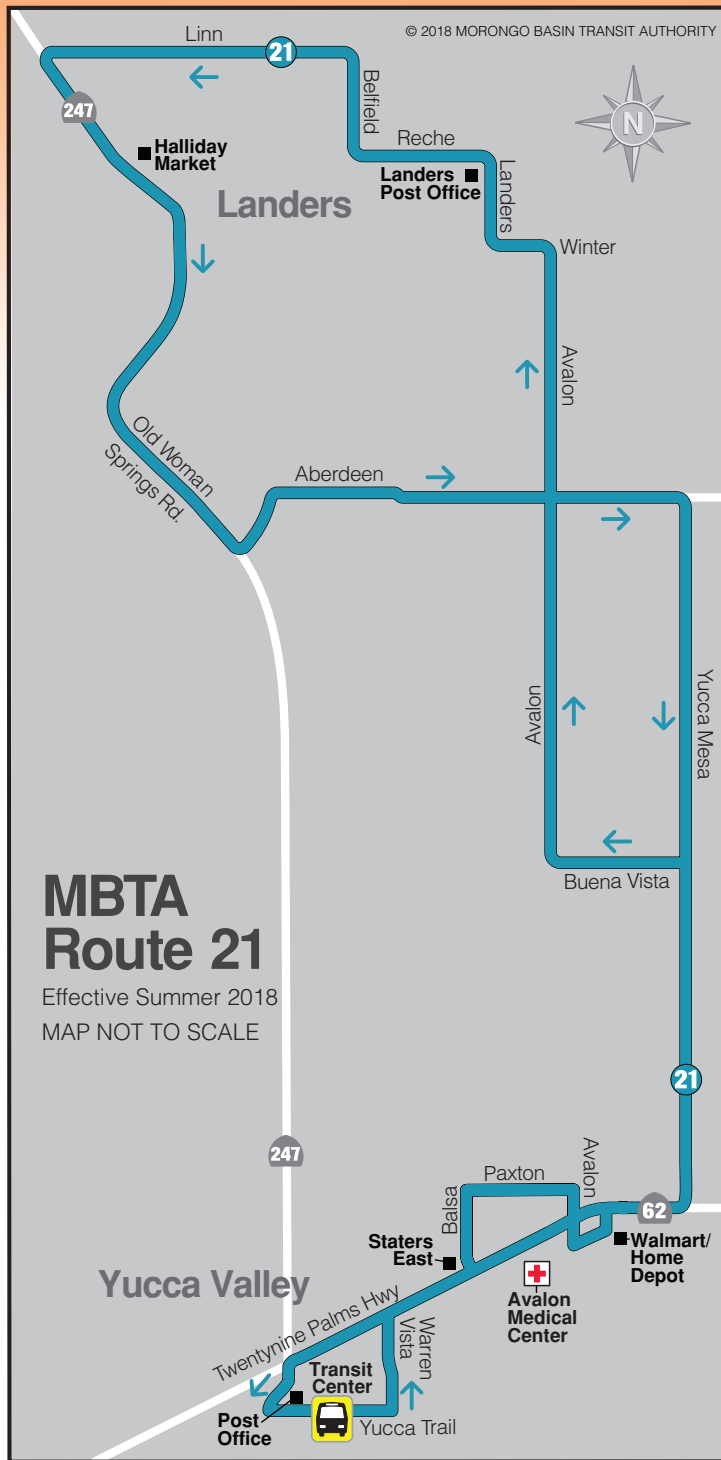 © 2018 MORONGO BASIN TRANSIT AUTHORITY
Linn
21
247
Belfield
N
Halliday
Market
Reche
Landers
Post Office
Landers
Landers
Winter
Avalon
Old Woman
Springs Rd.
Aberdeen
Avalon
Yucca Mesa
Buena Vista
MBTA
Route 21
Effective Summer 2018
MAP NOT TO SCALE
21
247
Paxton
Avalon
Balsa
62
Staters
East
Walmart/
Home
Depot
Yucca Valley
Avalon
Medical
Center
Twentynine Palms Hwy
Warren
Vista
Transit
Center
Post
Office
Yucca Trail